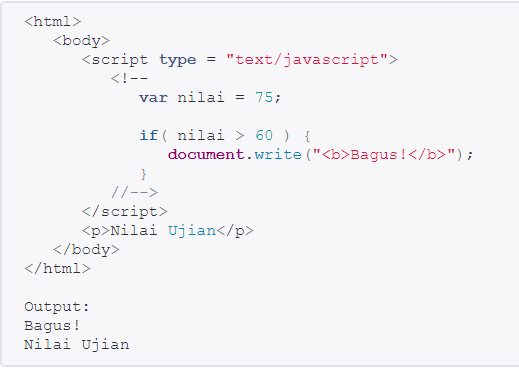 <html>
<body>
<script type = "text/javascript">
<!--
var nilai = 75;
if( nilai > 60 ) {
document.write("<b>Bagus!</b>");
}
//-->
</script>
<p>Nilai Ujian</p>
</body>
</html>
Output:
Bagus!
Nilai Ujian